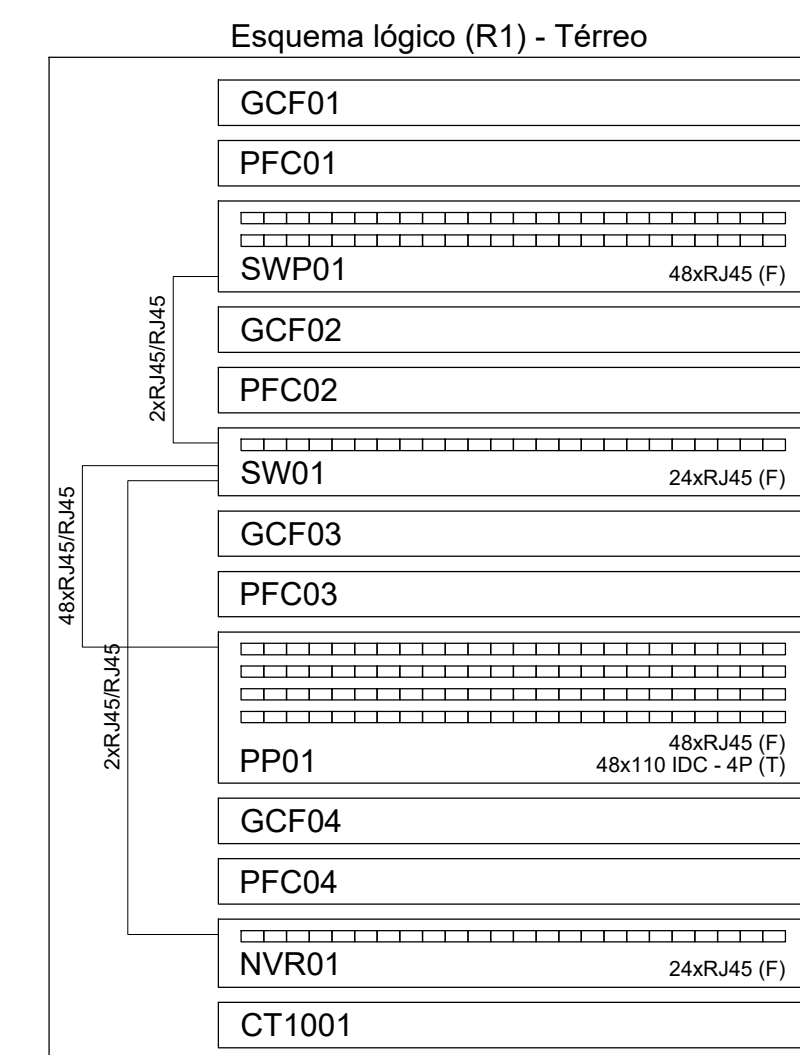 Esquema lógico (R1) - Térreo
GCF01
PFC01
SWP01
48xRJ45 (F)
2xRJ45/RJ45
GCF02
PFC02
SW01
24xRJ45 (F)
48xRJ45/RJ45
GCF03
PFC03
2xRJ45/RJ45
PP01
48xRJ45 (F)
48x110 IDC - 4P (T)
GCF04
PFC04
NVR01
24xRJ45 (F)
CT1001